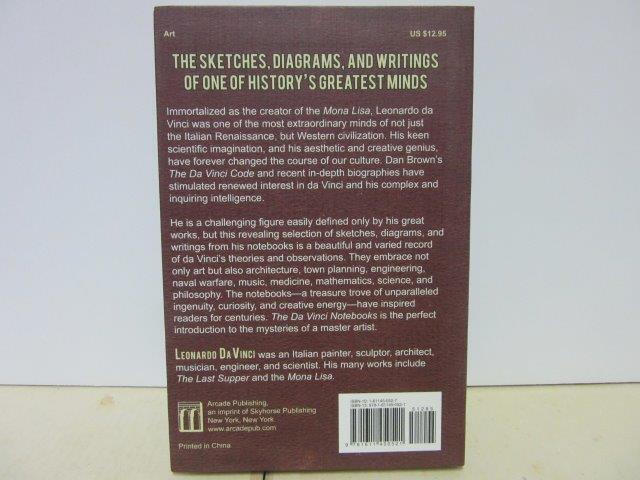 Art
US $12.95
THE SKETCHES, DIAGRAMS, AND WRITINGS
OF ONE OF HISTORY'S GREATEST MINDS
Immortalized as the creator of the Mona Lisa, Leonardo da
Vinci was one of the most extraordinary minds of not just
the Italian Renaissance, but Western civilization. His keen
scientific imagination, and his aesthetic and creative genius,
have forever changed the course of our culture. Dan Brown's
The Da Vinci Code and recent in-depth biographies have
stimulated renewed interest in da Vinci and his complex and
inquiring intelligence.
He is a challenging figure easily defined only by his great
works, but this revealing selection of sketches, diagrams, and
writings from his notebooks is a beautiful and varied record
of da Vinci's theories and observations. They embrace not
only art but also architecture, town planning, engineering,
naval warfare, music, medicine, mathematics, science, and
philosophy. The notebooks—a treasure trove of unparalleled
ingenuity, curiosity, and creative energy—have inspired
readers for centuries. The Da Vinci Notebooks is the perfect
introduction to the mysteries of a master artist.
LEONARDO DA VINCI was an Italian painter, sculptor, architect,
musician, engineer, and scientist. His many works include
The Last Supper and the Mona Lisa.
Arcade Publishing,
an imprint of Skyhorse Publishing
New York, New York
www.arcadepub.com
Printed in China
51295